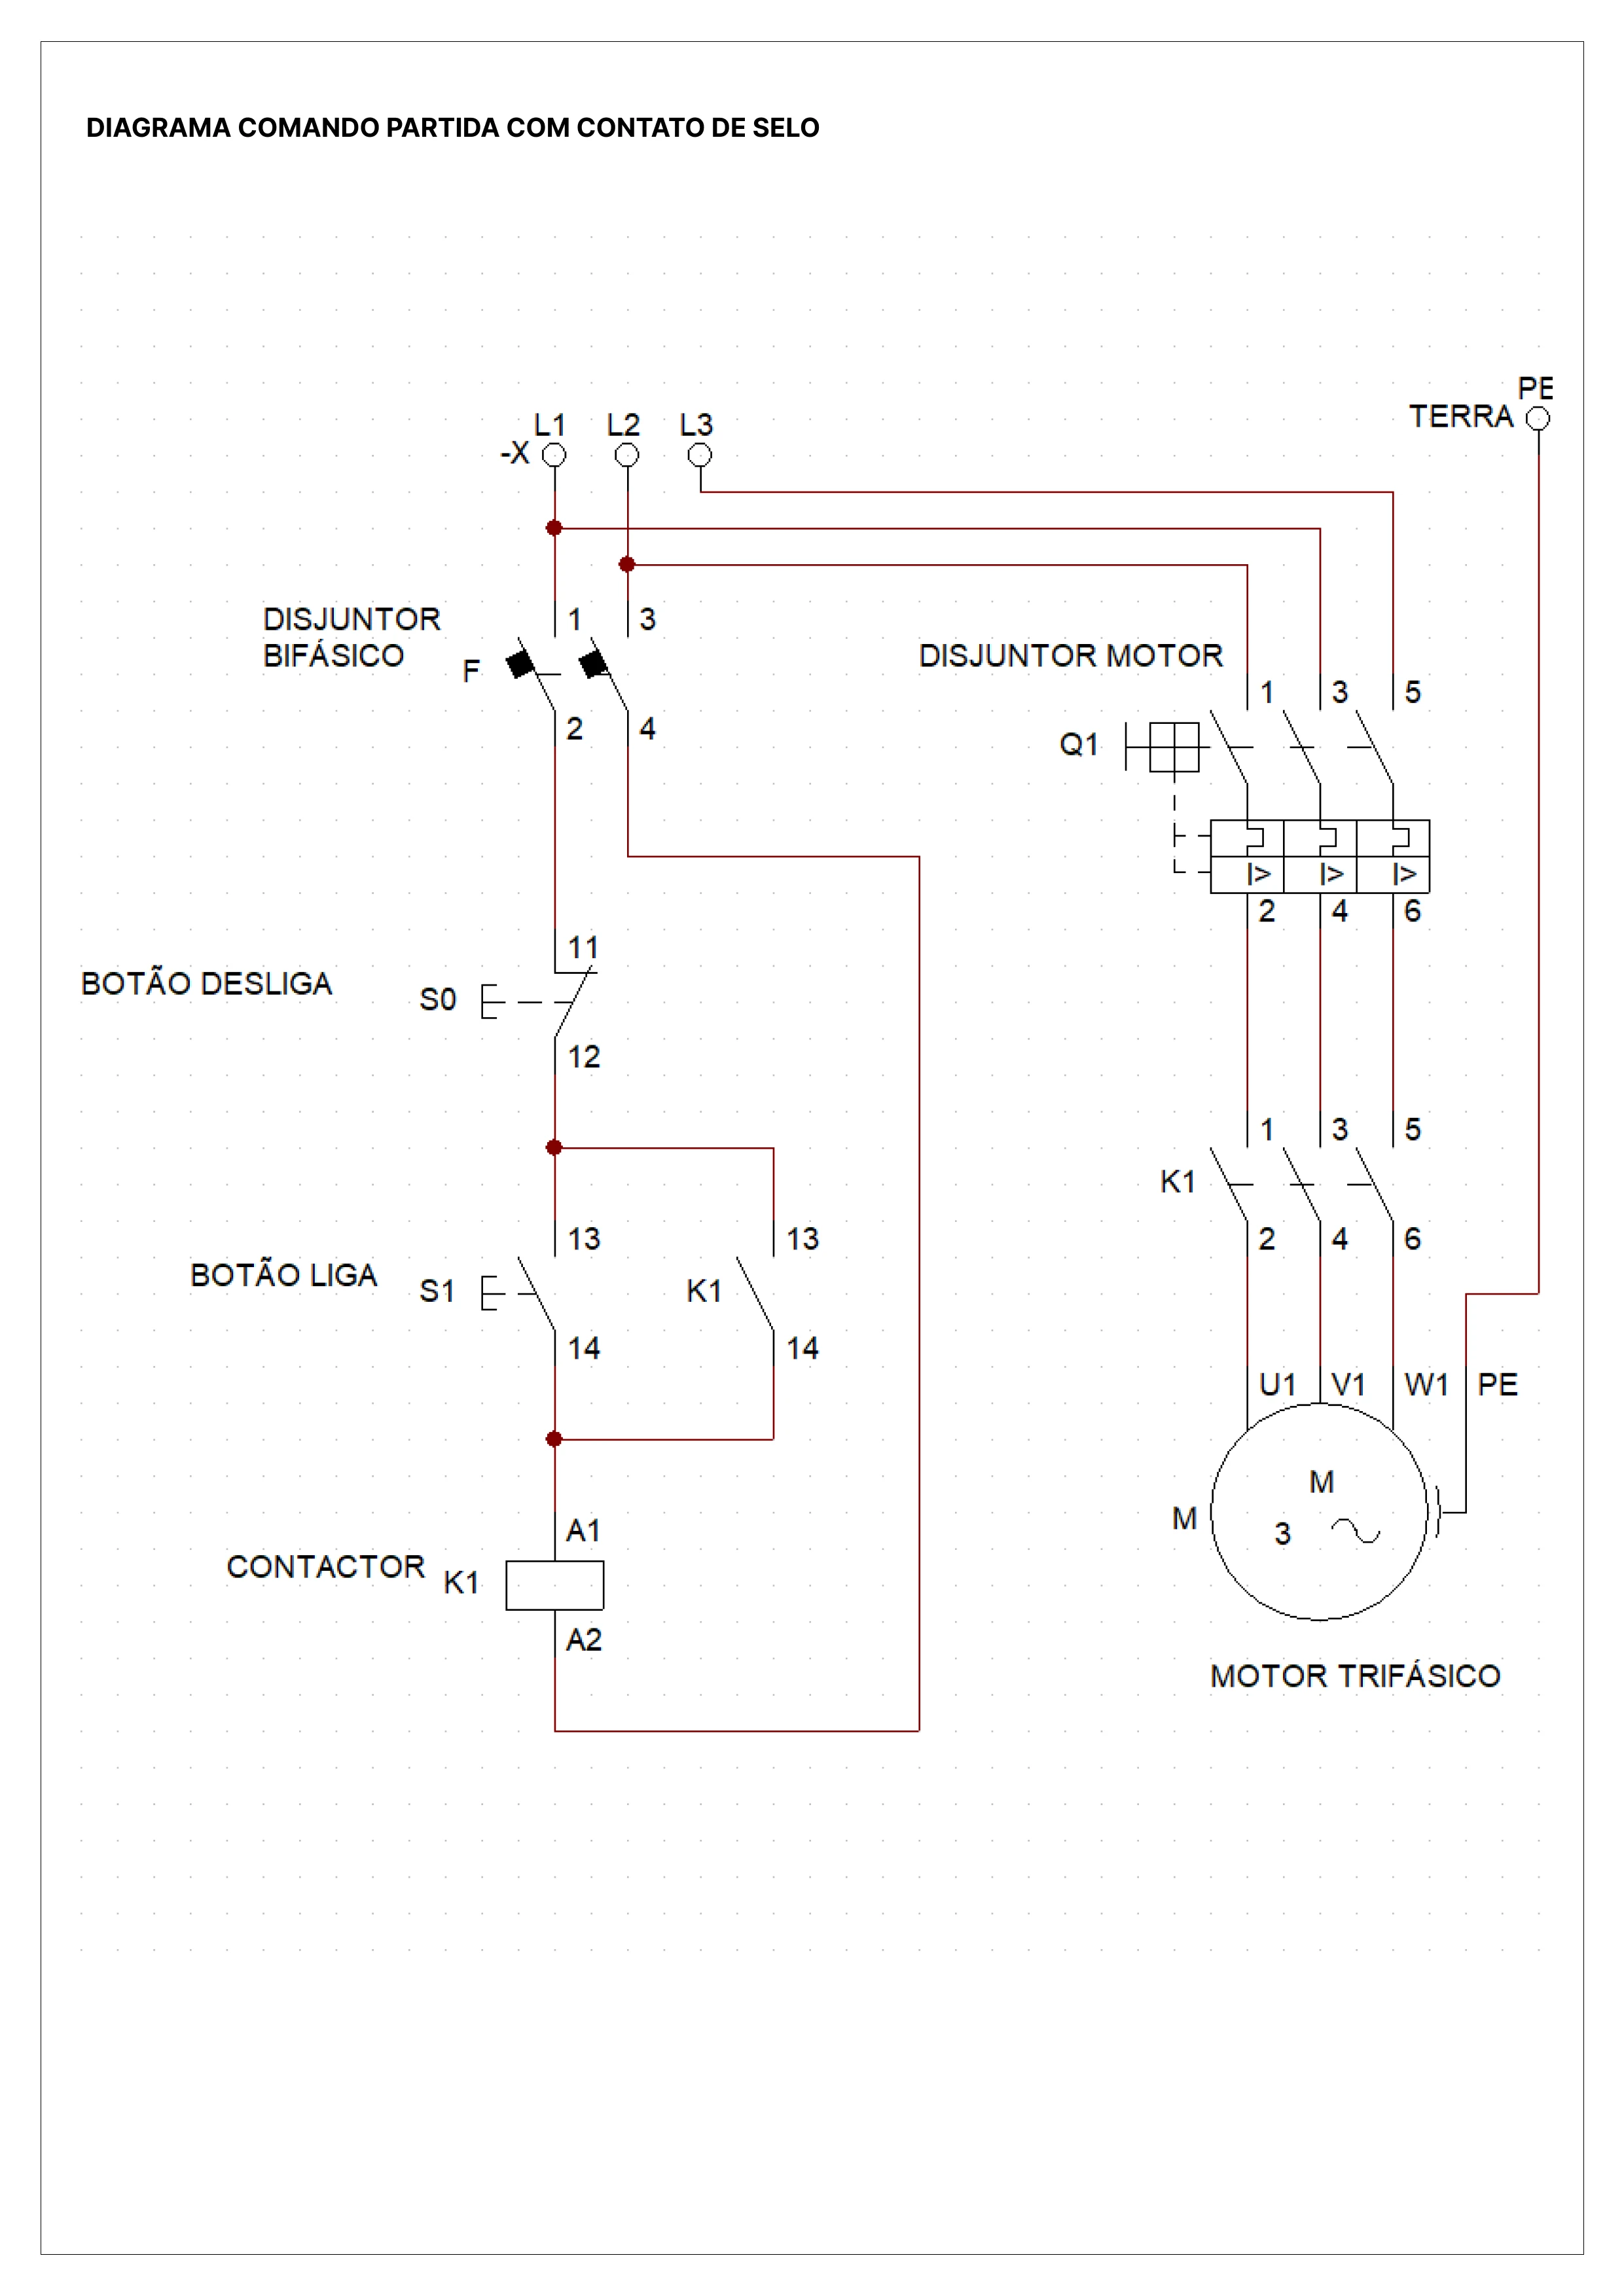 DIAGRAMA COMANDO PARTIDA COM CONTATO DE SELO
PE
TERRA
L1 L2 L3
-X
DISJUNTOR
BIFÁSICO
F
1 3
2 4
DISJUNTOR MOTOR
1 3 5
Q1
I> I> I>
2 4 6
11
BOTÃO DESLIGA
S0
12
1 3 5
K1
2 4 6
13 13
BOTÃO LIGA
S1
K1
14 14
U1 V1 W1 PE
M
M
3
A1
CONTACTOR
K1
A2
MOTOR TRIFÁSICO